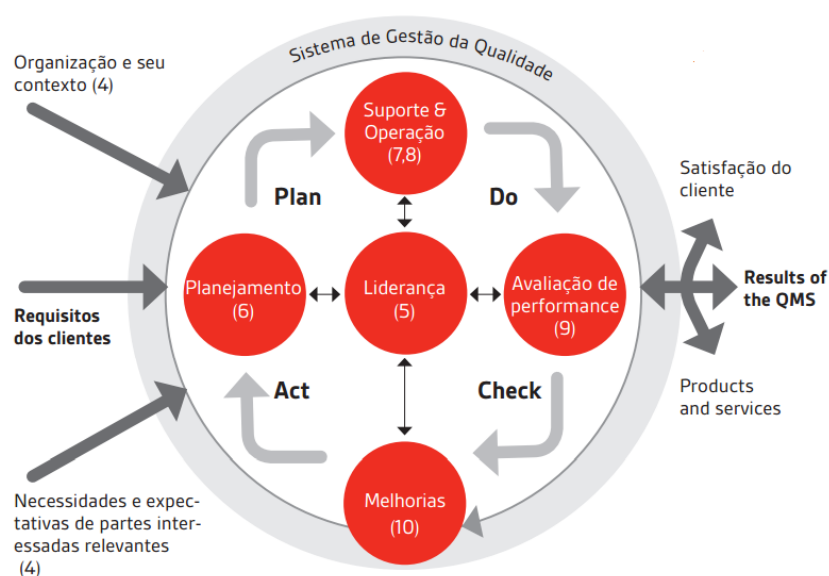 Sistema de Gestão da Qualidade
Organização e seu
contexto (4)
Suporte &
Operação
(7,8)
Plan
Do
Satisfação do
cliente
Planejamento
(6)
Liderança
(5)
Avaliação de
performance
(9)
Requisitos
dos clientes
Results of
the QMS
Act
Check
Products
and services
Melhorias
(10)
Necessidades e expec-
tativas de partes inter-
essadas relevantes
(4)